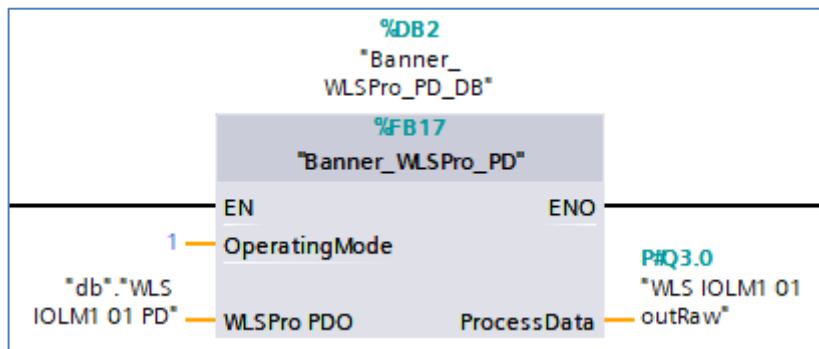 %DB2
"Banner_
WLSPro_PD_DB"
%FB17
"Banner_WLSPro_PD"
EN
ENO
1
OperatingMode
"db"."WLS
IOLM1 01 PD"
WLSPro PDO
ProcessData
P#Q3.0
"WLS IOLM1 01
outRaw"